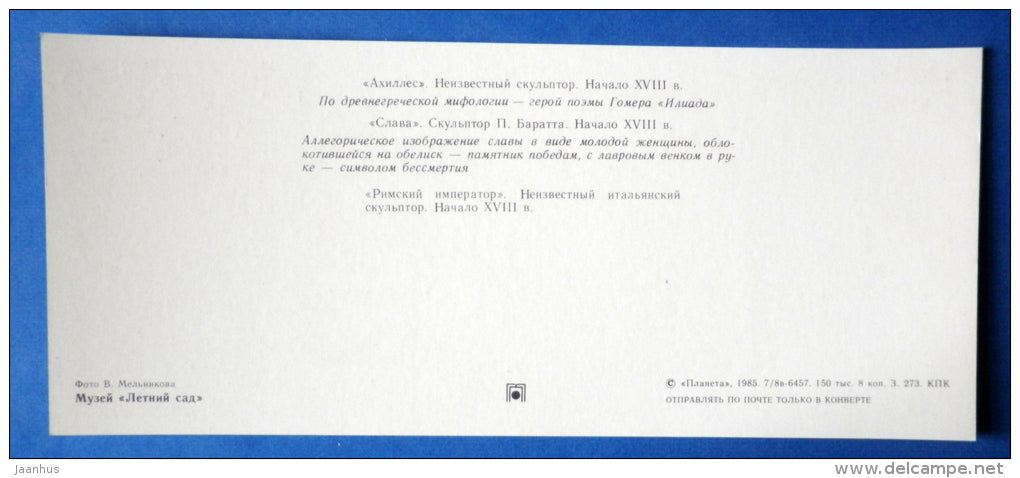 «Ахиллес». Неизвестный скульптор. Начало XVIII в.
По древнегреческой мифологии — герой поэмы Гомера «Илиада»
«Слава». Скульптор П. Баратта. Начало XVIII в.
Аллегорическое изображение славы в виде молодой женщины, обло-
котившейся на обелиск — памятник победам, с лавровым венком в ру-
ке — символом бессмертия
«Римский император». Неизвестный итальянский
скульптор. Начало XVIII в.
Фото В. Мельникова
Музей «Летний сад»
© «Планета», 1985. 7/8в-6457. 150 тыс. 8 коп. З. 273. КПК
ОТПРАВЛЯТЬ ПО ПОЧТЕ ТОЛЬКО В КОНВЕРТЕ
jaanhus
www.delcampe.net